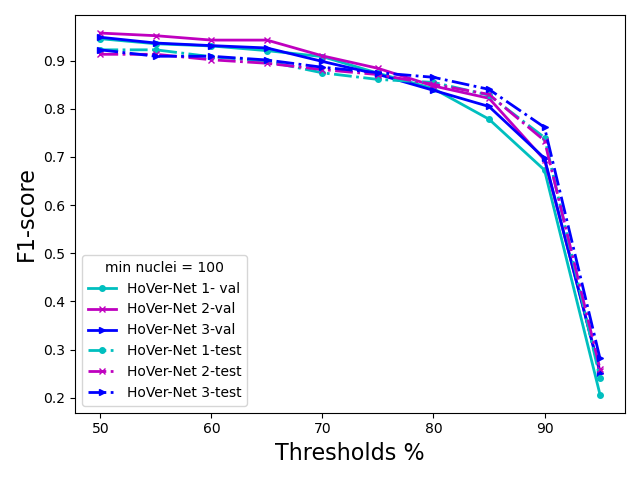 F1-score
0.9
0.8
0.7
0.6
0.5
0.4
0.3
0.2
min nuclei = 100
HoVer-Net 1- val
HoVer-Net 2-val
HoVer-Net 3-val
HoVer-Net 1-test
HoVer-Net 2-test
HoVer-Net 3-test
50 60 70 80 90
Thresholds %